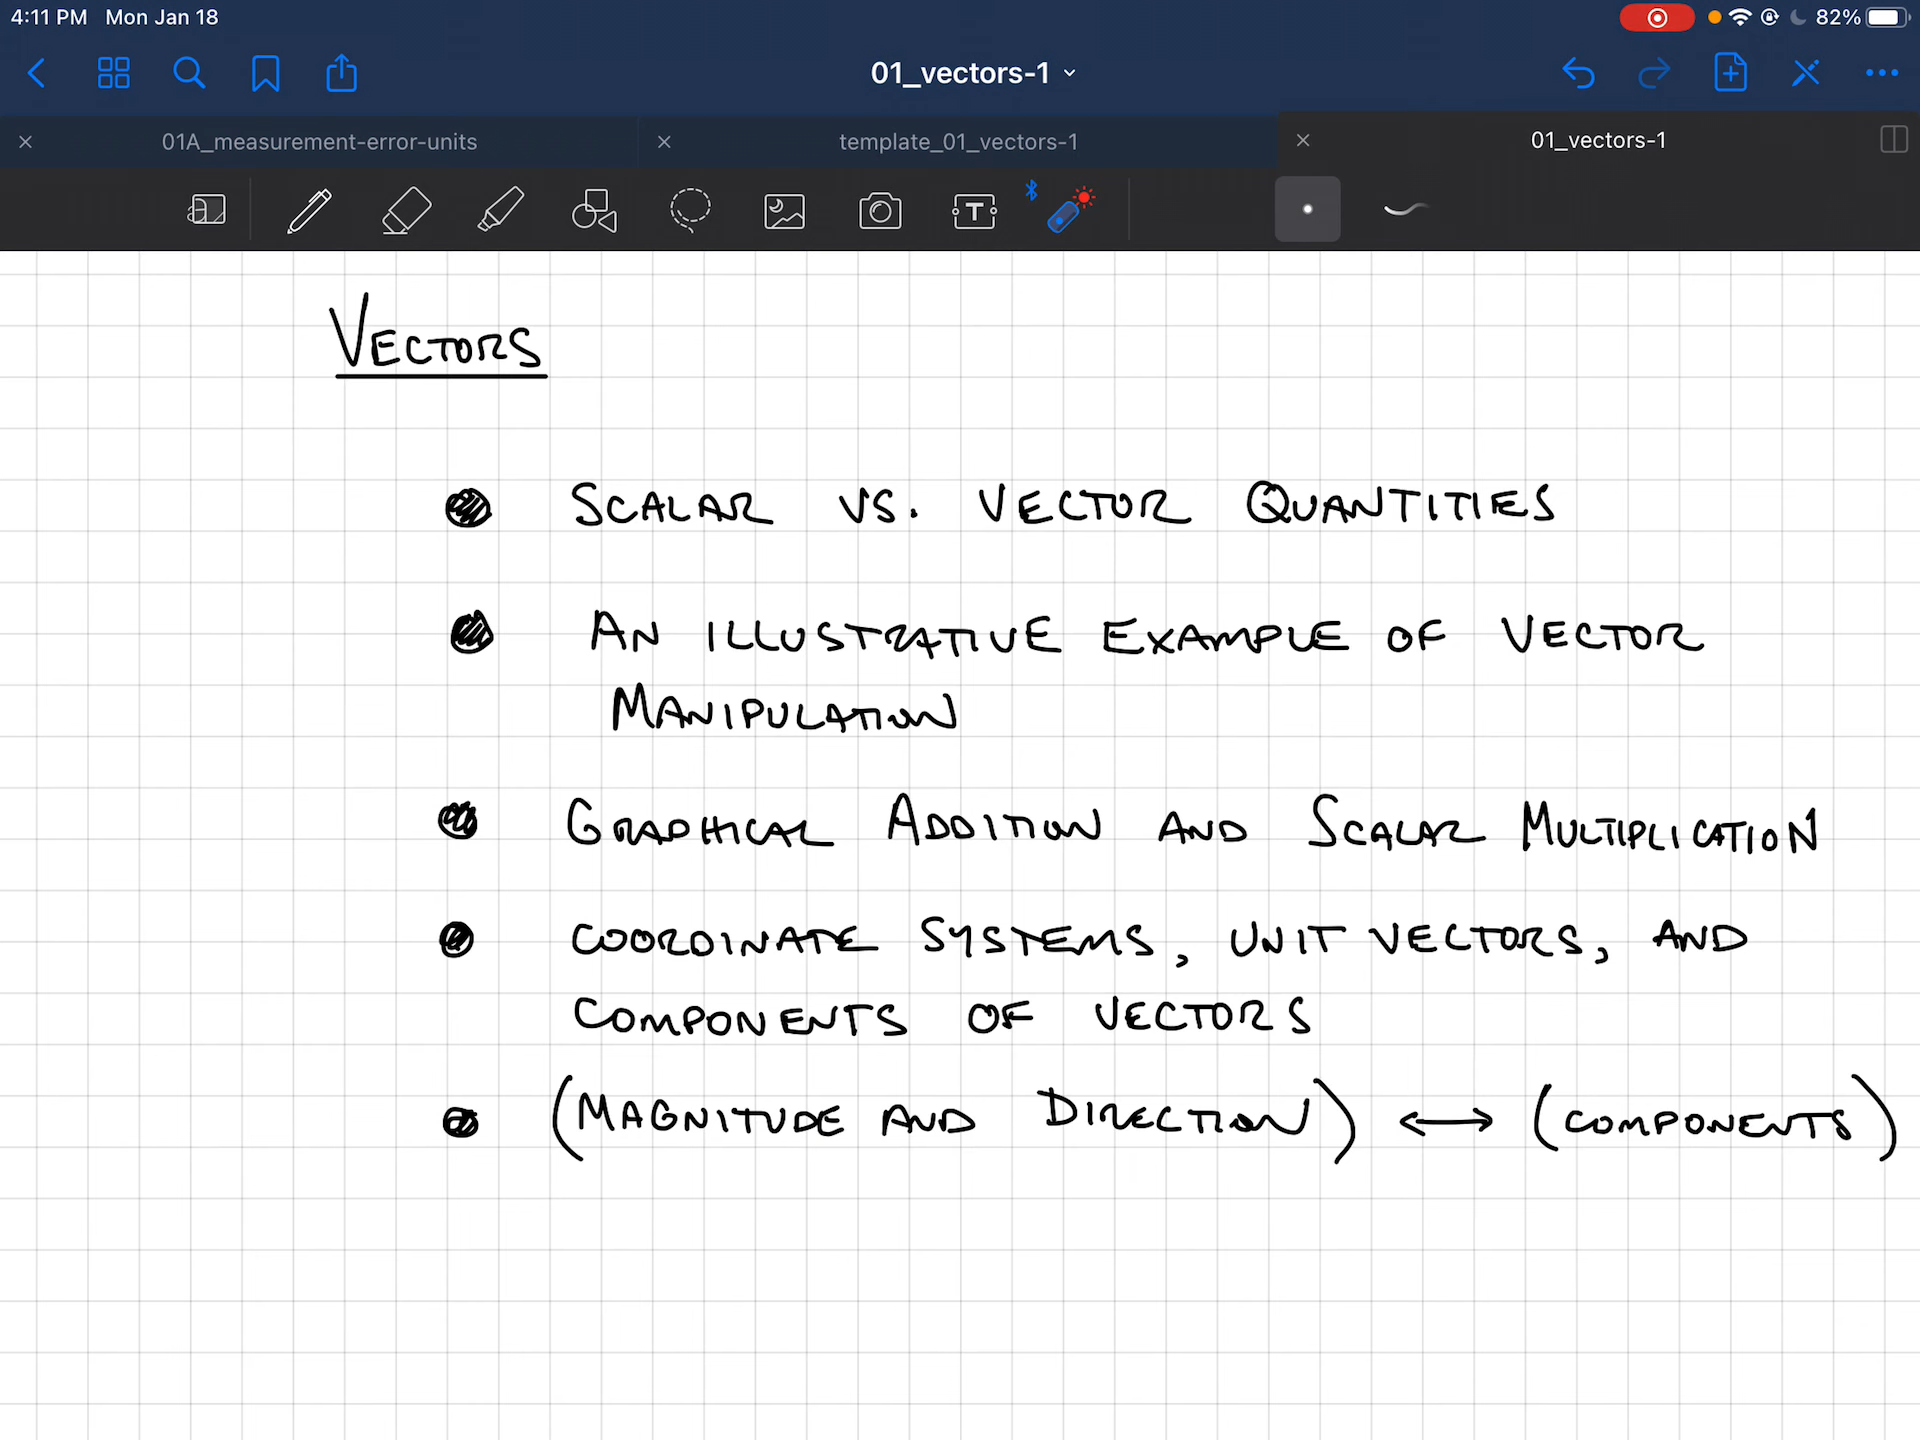 4:11 PM Mon Jan 18 82%
01_vectors-1
01A_measurement-error-units template_01_vectors-1 01_vectors-1
T
VECTORS
SCALAR VS. VECTOR QUANTITIES
AN ILLUSTRATIVE EXAMPLE OF VECTOR
MANIPULATION
GRAPHICAL ADDITION AND SCALAR MULTIPLICATION
COORDINATE SYSTEMS, UNIT VECTORS, AND
COMPONENTS OF VECTORS
(MAGNITUDE AND DIRECTION) ↔ (COMPONENTS)